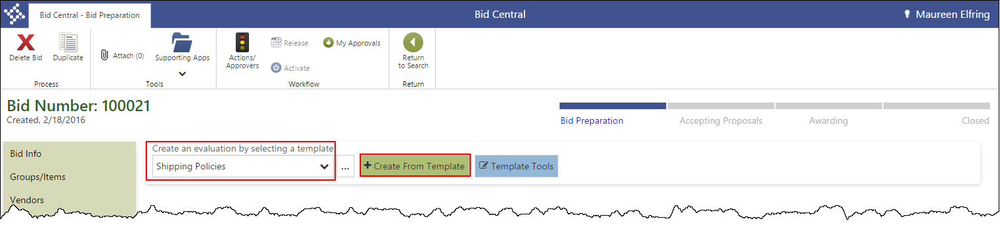 Bid Central - Bid Preparation
Bid Central
Maureen Elfring
Delete Bid
Duplicate
Process
Attach (0)
Supporting Apps
Tools
Actions/
Approvers
Release
My Approvals
Activate
Workflow
Return
to Search
Return
Bid Number: 100021
Created, 2/18/2016
Bid Preparation
Accepting Proposals
Awarding
Closed
Bid Info
Groups/Items
Vendors
Create an evaluation by selecting a template
Shipping Policies
...
+ Create From Template
Template Tools